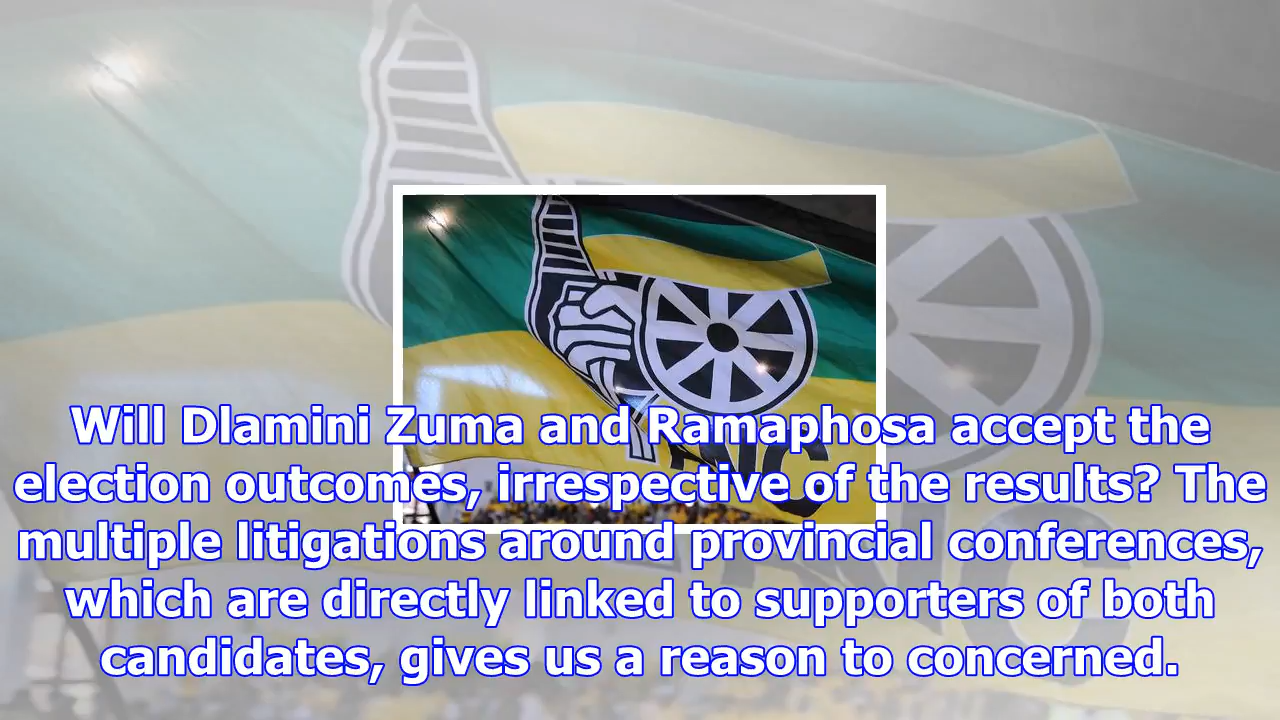 Will Dlamini Zuma and Ramaphosa accept the
election outcomes, irrespective of the results? The
multiple litigations around provincial conferences,
which are directly linked to supporters of both
candidates, gives us a reason to concerned.
ANC